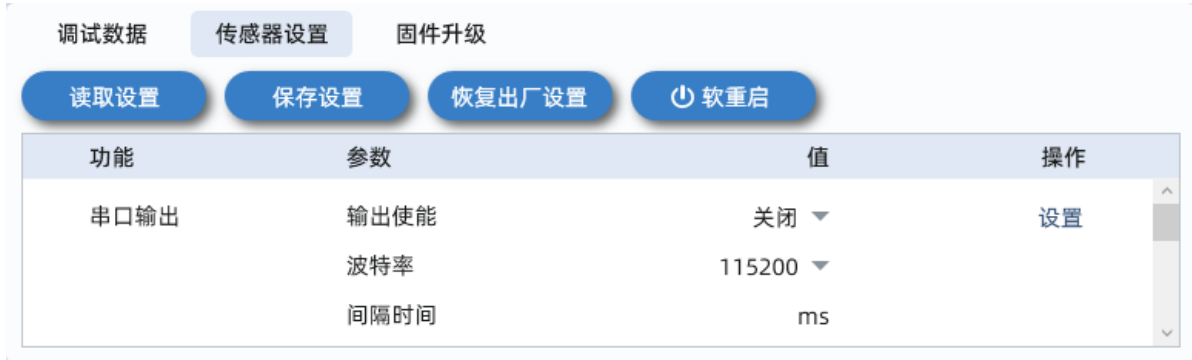 调试数据 传感器设置 固件升级
读取设置 保存设置 恢复出厂设置 软重启
功能 参数 值 操作
串口输出 输出使能 关闭 设置
波特率 115200
间隔时间 ms